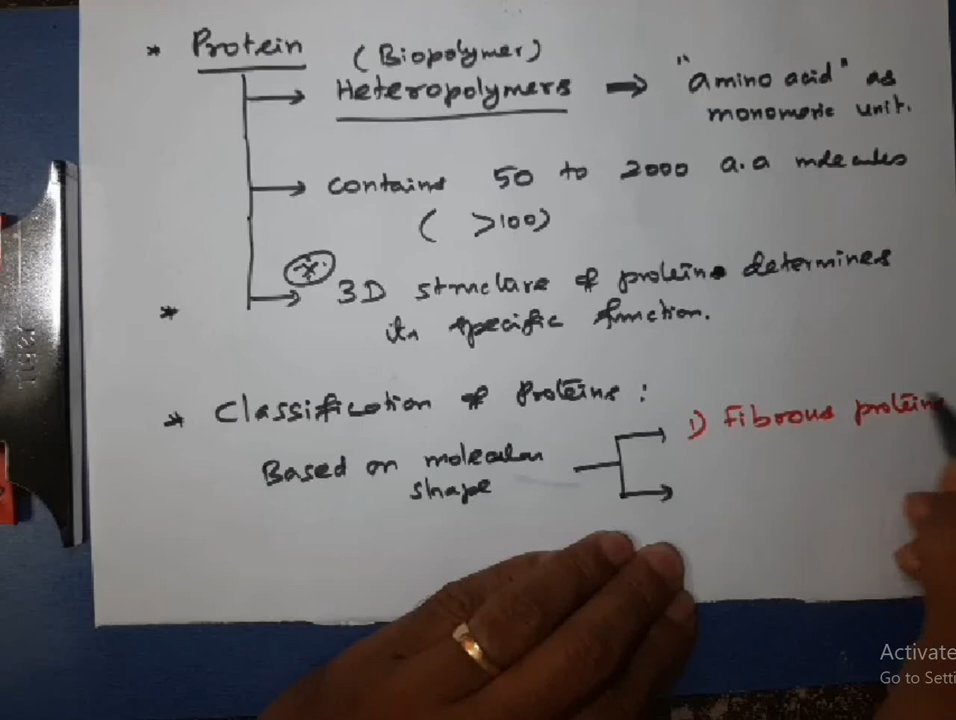 * Protein (Biopolymer)
Heteropolymers → "amino acid" as
monomeric unit.
→ contains 50 to 2000 a.a molecules
( >100)
* → 3D structure of proteins determines
its specific function.
* Classification of proteins :
Based on molecular
shape
1) Fibrous proteins
Activate
Go to Setti